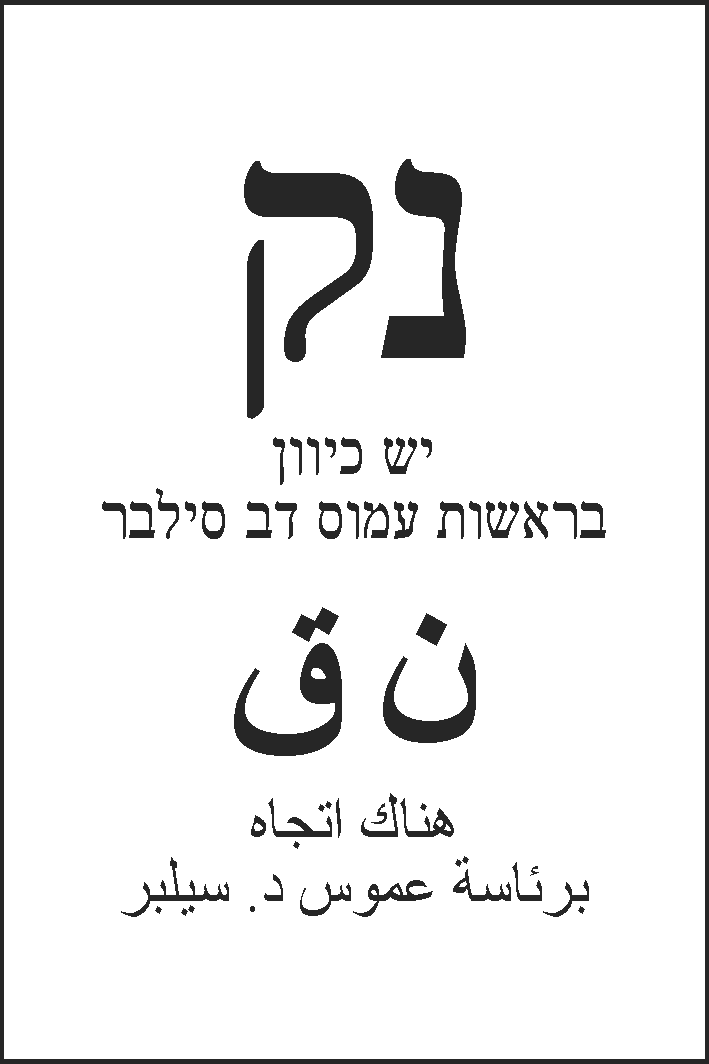 נק
יש כיוון
בראשות עמוס דב סילבר
ن ق
هناك اتجاه
برئاسة عموس د. سيلبر